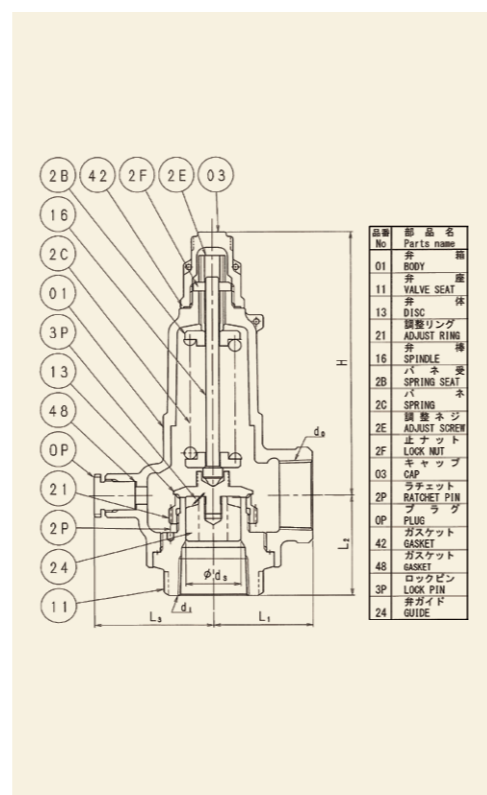 2B 42 2F 2E 03
16
2C
01
3P
13
48
0P
21
2P
24
11
H
L₂
d₀
φ'd₃
d₁
L₃
L₁
品番 部品名
No Parts name
弁箱
01 BODY
弁座
11 VALVE SEAT
弁体
13 DISC
調整リング
21 ADJUST RING
弁棒
16 SPINDLE
バネ受
2B SPRING SEAT
バネ
2C SPRING
調整ネジ
2E ADJUST SCREW
止ナット
2F LOCK NUT
キャップ
03 CAP
ラチェット
2P RATCHET PIN
プラグ
0P PLUG
ガスケット
42 GASKET
ガスケット
48 GASKET
ロックピン
3P LOCK PIN
弁ガイド
24 GUIDE